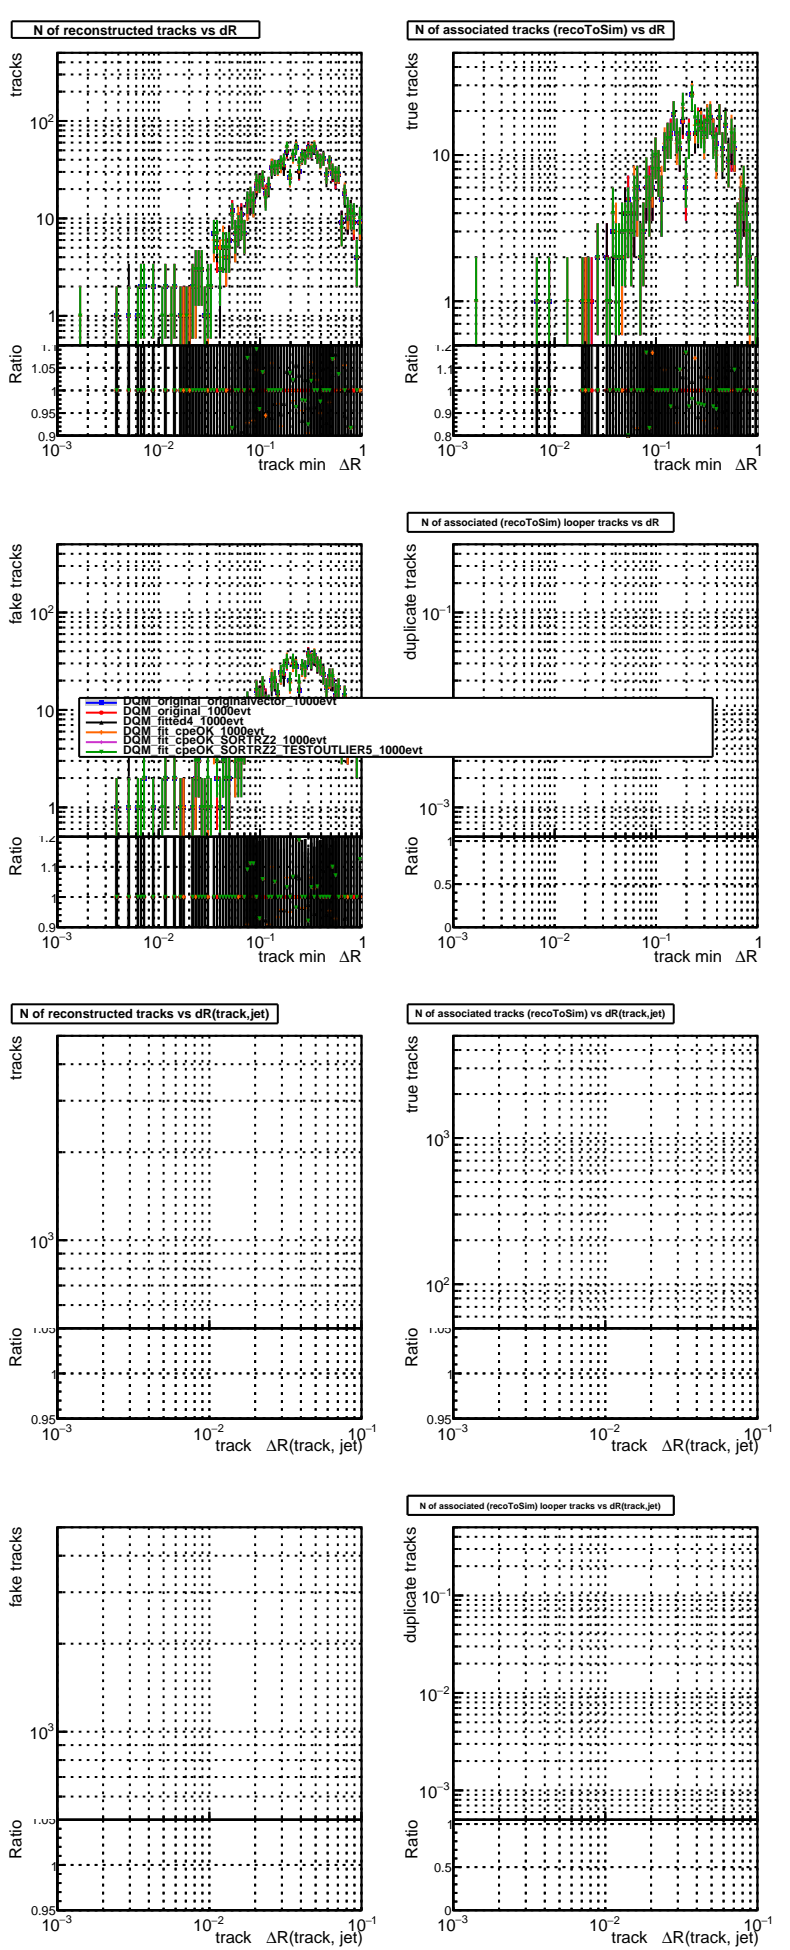 N of reconstructed tracks vs dR
tracks
10²
10
1
Ratio
1.1
1.05
1
0.95
0.9
10⁻³
10⁻²
10⁻¹
1
track min ΔR
N of associated tracks (recoToSim) vs dR
true tracks
10
1
Ratio
1.2
1.1
1
0.9
0.8
10⁻³
10⁻²
10⁻¹
1
track min ΔR
fake tracks
10²
10
1
Ratio
1.2
1.1
1
0.9
10⁻³
10⁻²
10⁻¹
1
track min ΔR
N of associated (recoToSim) looper tracks vs dR
duplicate tracks
10⁻¹
10⁻³
Ratio
1
0.5
0
10⁻³
10⁻²
10⁻¹
1
track min ΔR
DQM_original_originalvector_1000evt
DQM_original_1000evt
DQM_fitted4_1000evt
DQM_fit_cpeOK_1000evt
DQM_fit_cpeOK_SORTRZ2_1000evt
DQM_fit_cpeOK_SORTRZ2_TESTOUTLIER5_1000evt
N of reconstructed tracks vs dR(track,jet)
tracks
10³
Ratio
1.05
1
0.95
10⁻³
10⁻²
10⁻¹
track ΔR(track, jet)
N of associated tracks (recoToSim) vs dR(track,jet)
true tracks
10³
10²
Ratio
1.05
1
0.95
10⁻³
10⁻²
10⁻¹
track ΔR(track, jet)
fake tracks
10³
Ratio
1.05
1
0.95
10⁻³
10⁻²
10⁻¹
track ΔR(track, jet)
N of associated (recoToSim) looper tracks vs dR(track,jet)
duplicate tracks
10⁻¹
10⁻²
10⁻³
Ratio
1
0.5
0
10⁻³
10⁻²
10⁻¹
track ΔR(track, jet)